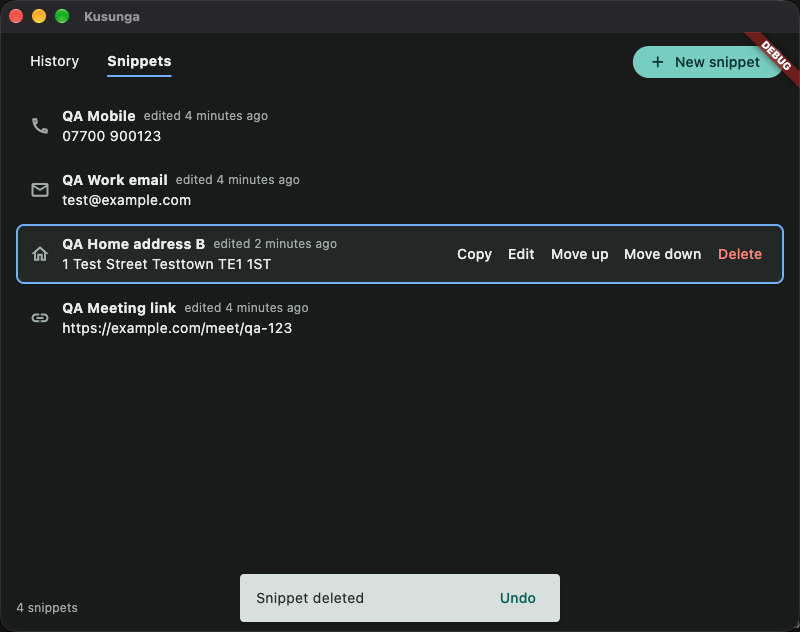 Kusunga
History
Snippets
+ New snippet
DEBUG
QA Mobile edited 4 minutes ago
07700 900123
QA Work email edited 4 minutes ago
test@example.com
QA Home address B edited 2 minutes ago
1 Test Street Testtown TE1 1ST
Copy Edit Move up Move down Delete
QA Meeting link edited 4 minutes ago
https://example.com/meet/qa-123
4 snippets
Snippet deleted Undo